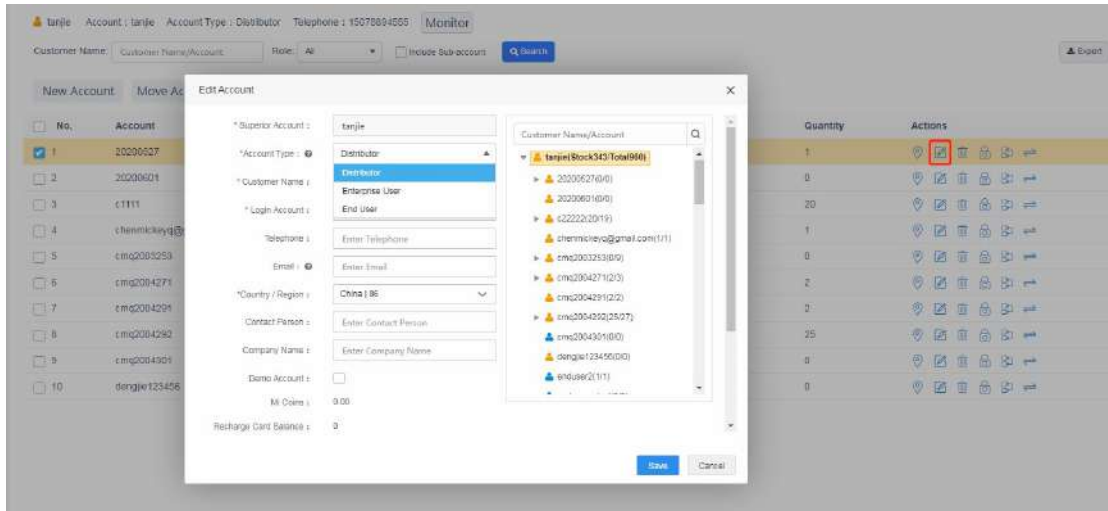 tanjie Account : tanjie Account Type : Distributor Telephone : 15078894555 Monitor
Customer Name: Customer Name/Account Role: All Include Sub-account Search Export
New Account Move Ac
No. Account Quantity Actions
1 20200527 1
2 20200601 0
3 c1111 20
4 chenmickeyq@ 1
5 cmq2003253 0
6 cmq2004271 2
7 cmq2004291 2
8 cmq2004292 25
9 cmq2004301 0
10 dengjie123456 0
Edit Account
* Superior Account : tanjie
*Account Type : Distributor
Distributor
Enterprise User
End User
* Customer Name :
* Login Account :
Telephone : Enter Telephone
Email : Enter Email
*Country / Region : China | 86
Contact Person : Enter Contact Person
Company Name : Enter Company Name
Demo Account :
Mi Coins : 0.00
Recharge Card Balance : 0
Customer Name/Account
tanjie(Stock343/Total960)
20200527(0/0)
20200601(0/0)
c22222(20/19)
chenmickeyq@gmail.com(1/1)
cmq2003253(0/0)
cmq2004271(2/3)
cmq2004291(2/2)
cmq2004292(25/27)
cmq2004301(0/0)
dengjie123456(0/0)
enduser2(1/1)
Save Cancel